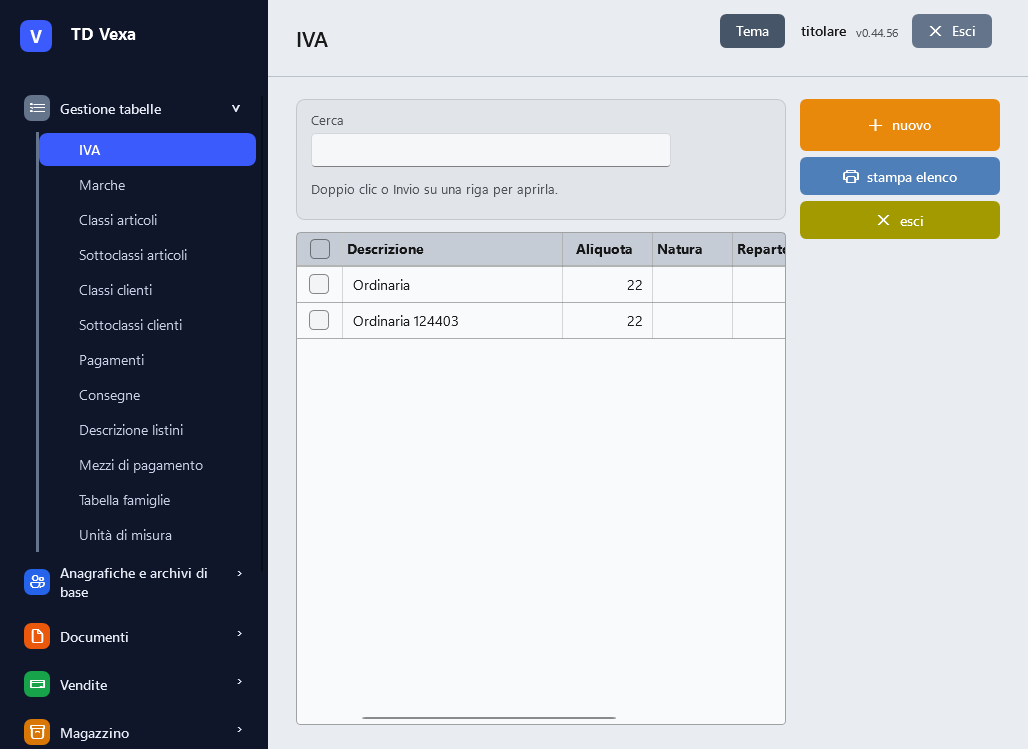 V
TD Vexa
Gestione tabelle
IVA
Marche
Classi articoli
Sottoclassi articoli
Classi clienti
Sottoclassi clienti
Pagamenti
Consegne
Descrizione listini
Mezzi di pagamento
Tabella famiglie
Unità di misura
Anagrafiche e archivi di
base
Documenti
Vendite
Magazzino
IVA
Tema titolare v0.44.56 Esci
Cerca
Doppio clic o Invio su una riga per aprirla.
Descrizione Aliquota Natura Reparto
Ordinaria 22
Ordinaria 124403 22
nuovo
stampa elenco
esci